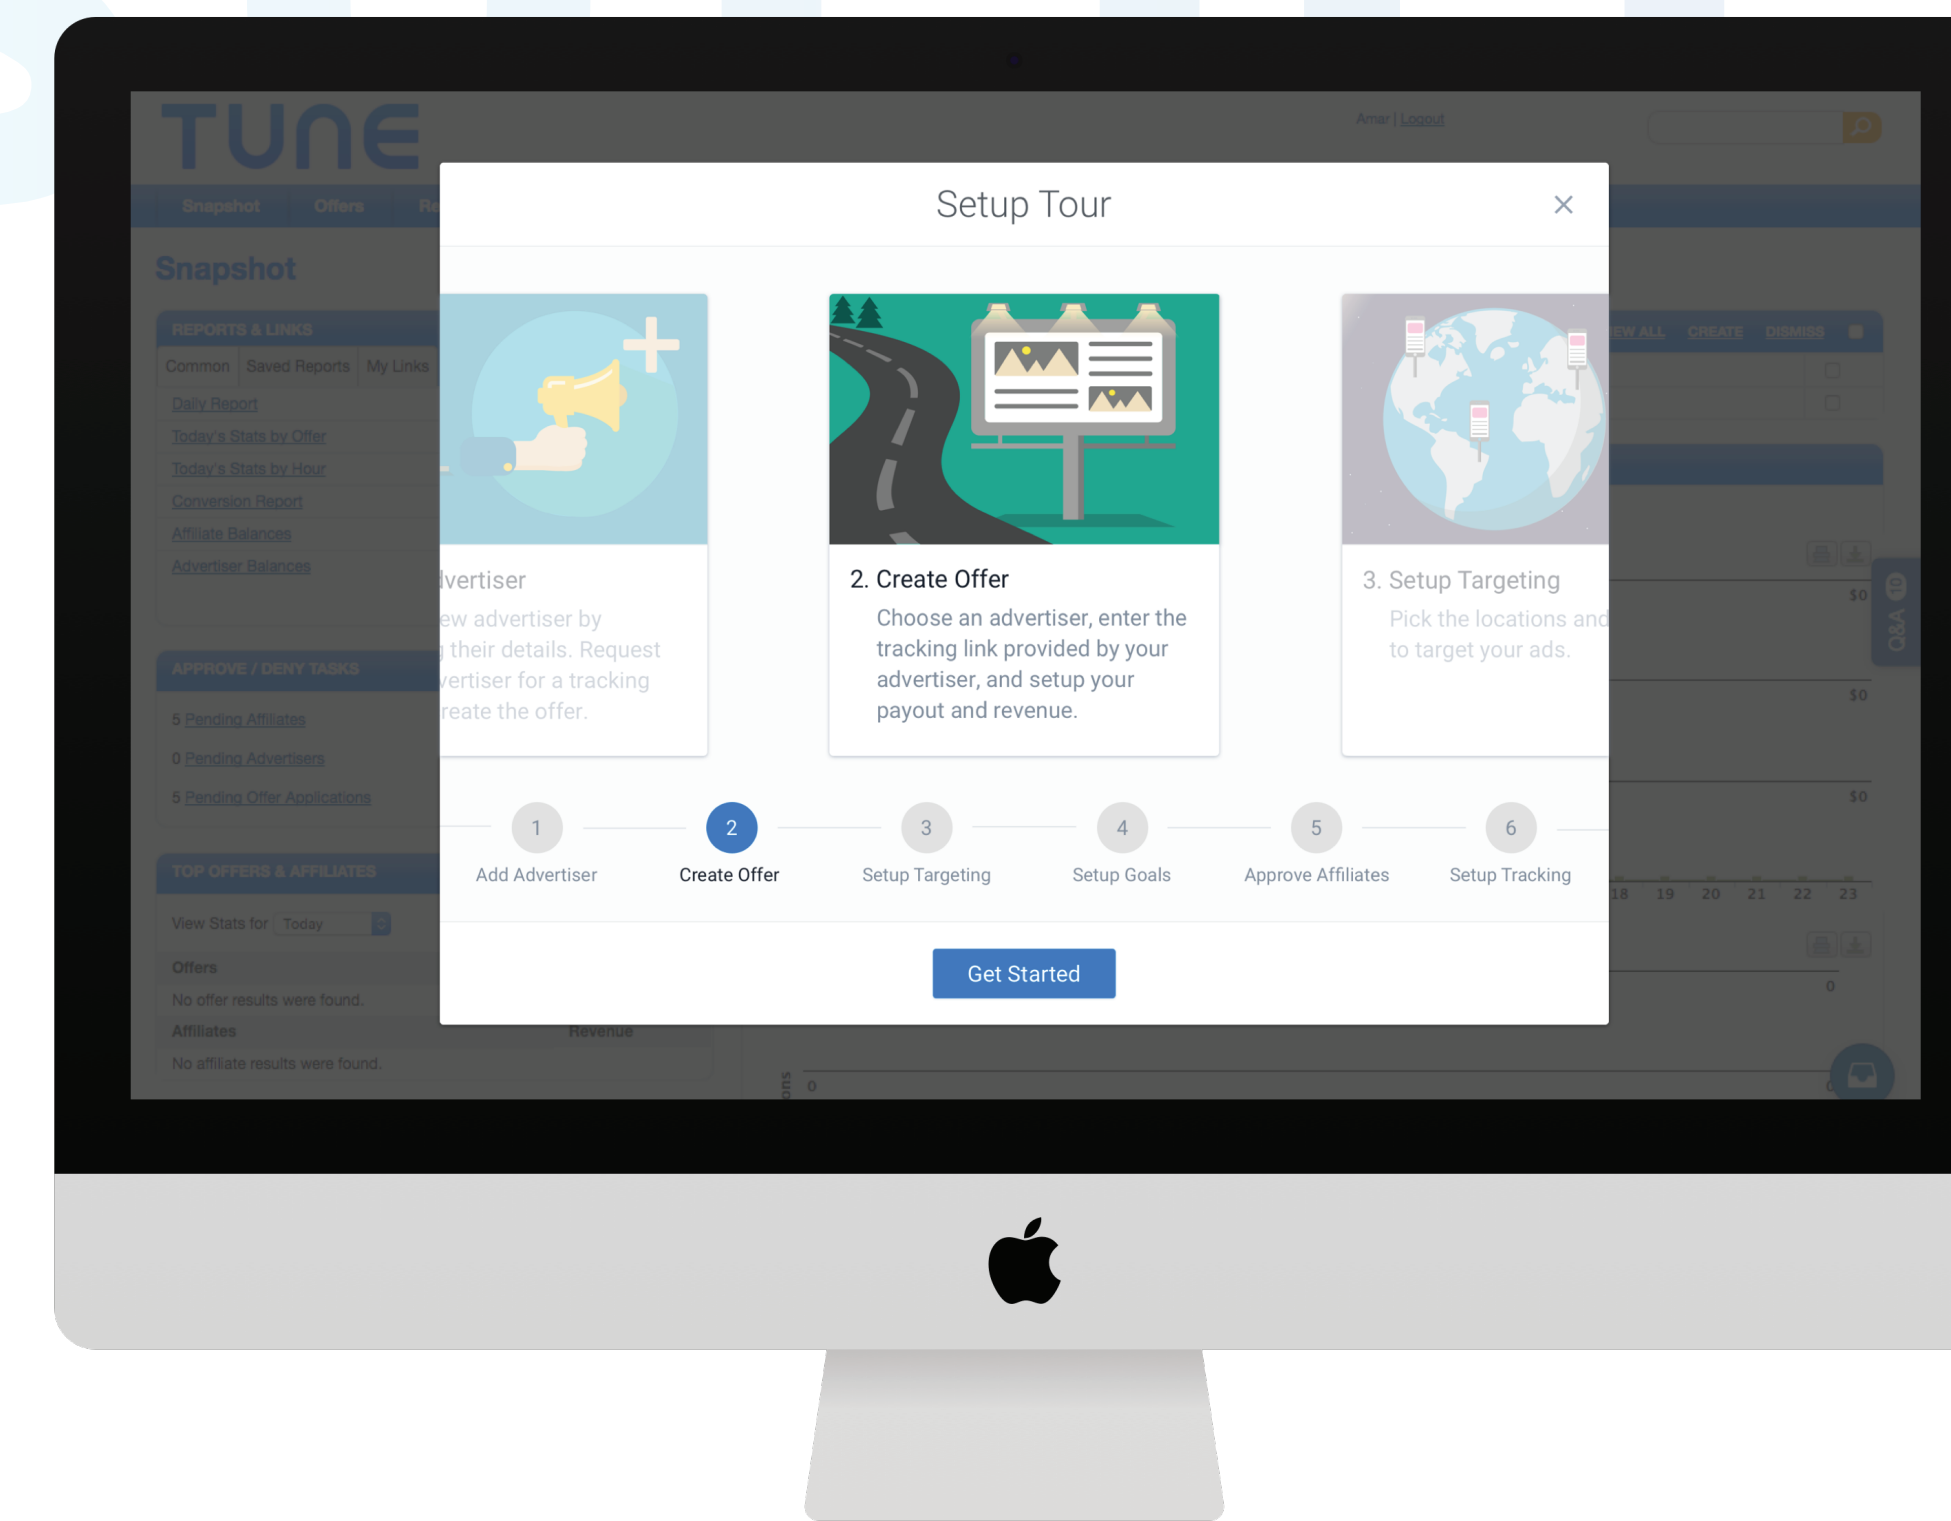 TUNE
Amar | Logout
Snapshot Offers Re
Snapshot
REPORTS & LINKS
Common Saved Reports My Links
Daily Report
Today's Stats by Offer
Today's Stats by Hour
Conversion Report
Affiliate Balances
Advertiser Balances
APPROVE / DENY TASKS
5 Pending Affiliates
0 Pending Advertisers
5 Pending Offer Applications
TOP OFFERS & AFFILIATES
View Stats for Today
Offers
No offer results were found.
Affiliates Revenue
No affiliate results were found.
Setup Tour
dvertiser
ew advertiser by
their details. Request
vertiser for a tracking
reate the offer.
2. Create Offer
Choose an advertiser, enter the
tracking link provided by your
advertiser, and setup your
payout and revenue.
3. Setup Targeting
Pick the locations and
to target your ads.
1 2 3 4 5 6
Add Advertiser Create Offer Setup Targeting Setup Goals Approve Affiliates Setup Tracking
Get Started
EW ALL CREATE DISMISS
$0
Q&A 10
$0
$0
18 19 20 21 22 23
0
ons 0